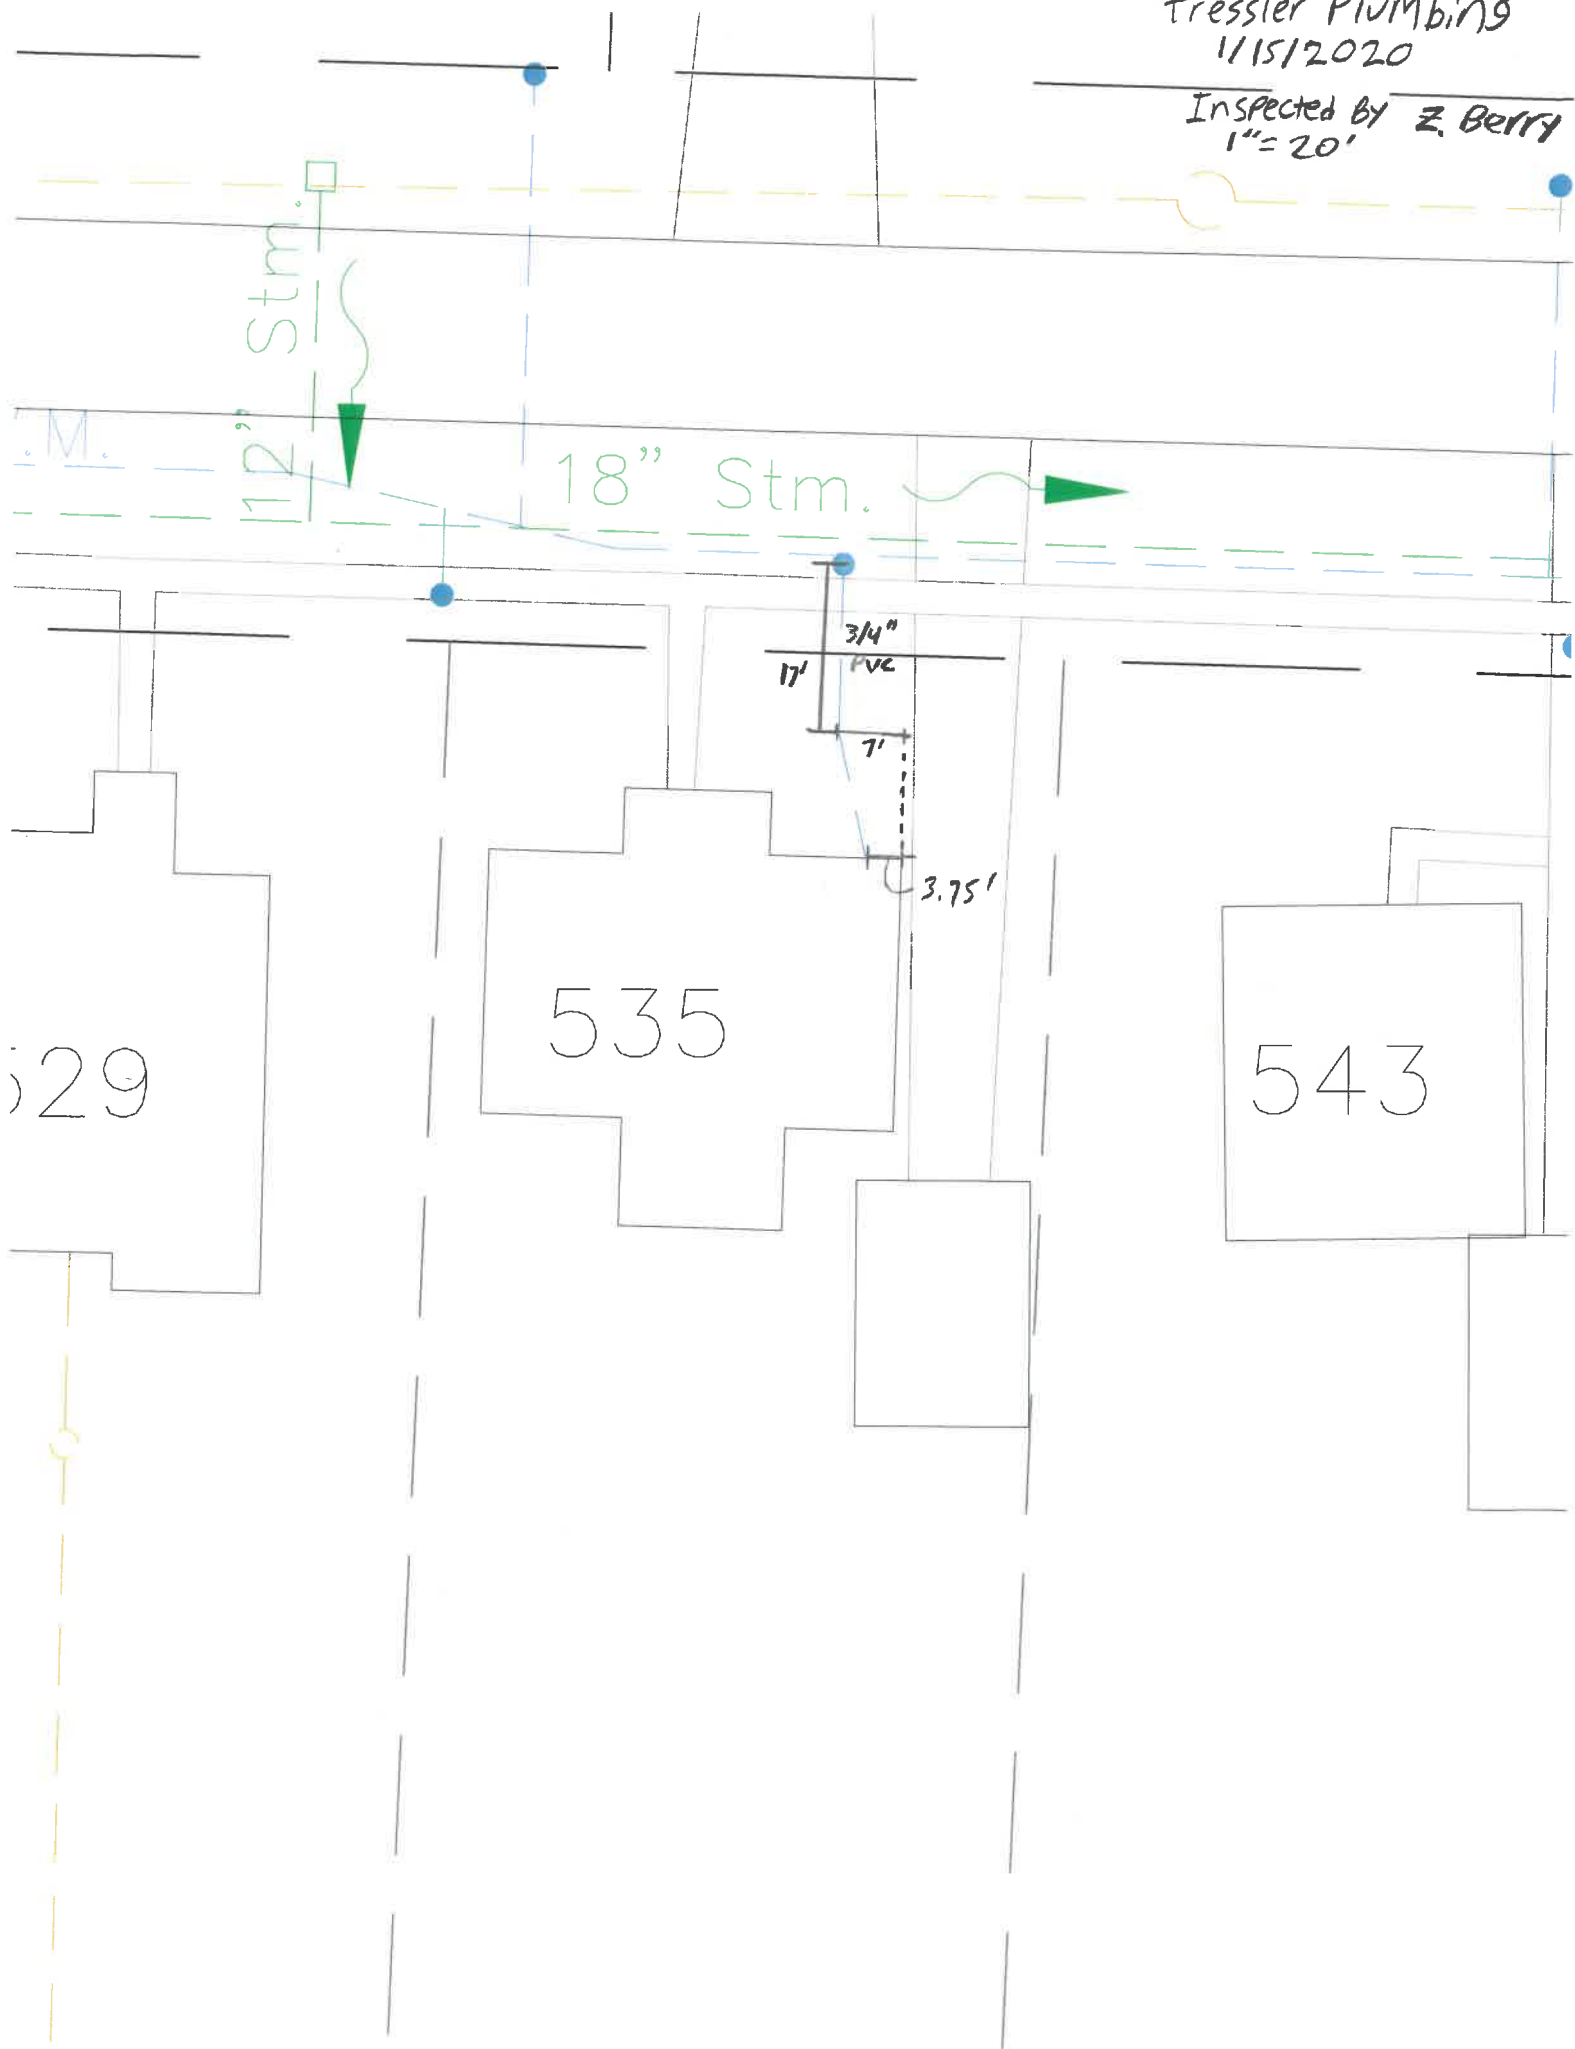 Tressler Plumbing
1/15/2020
Inspected By Z. Berry
1"=20'
12" Stm.
M.
18" Stm.
3/4"
PVC
17'
7'
3.75'
535
529
543